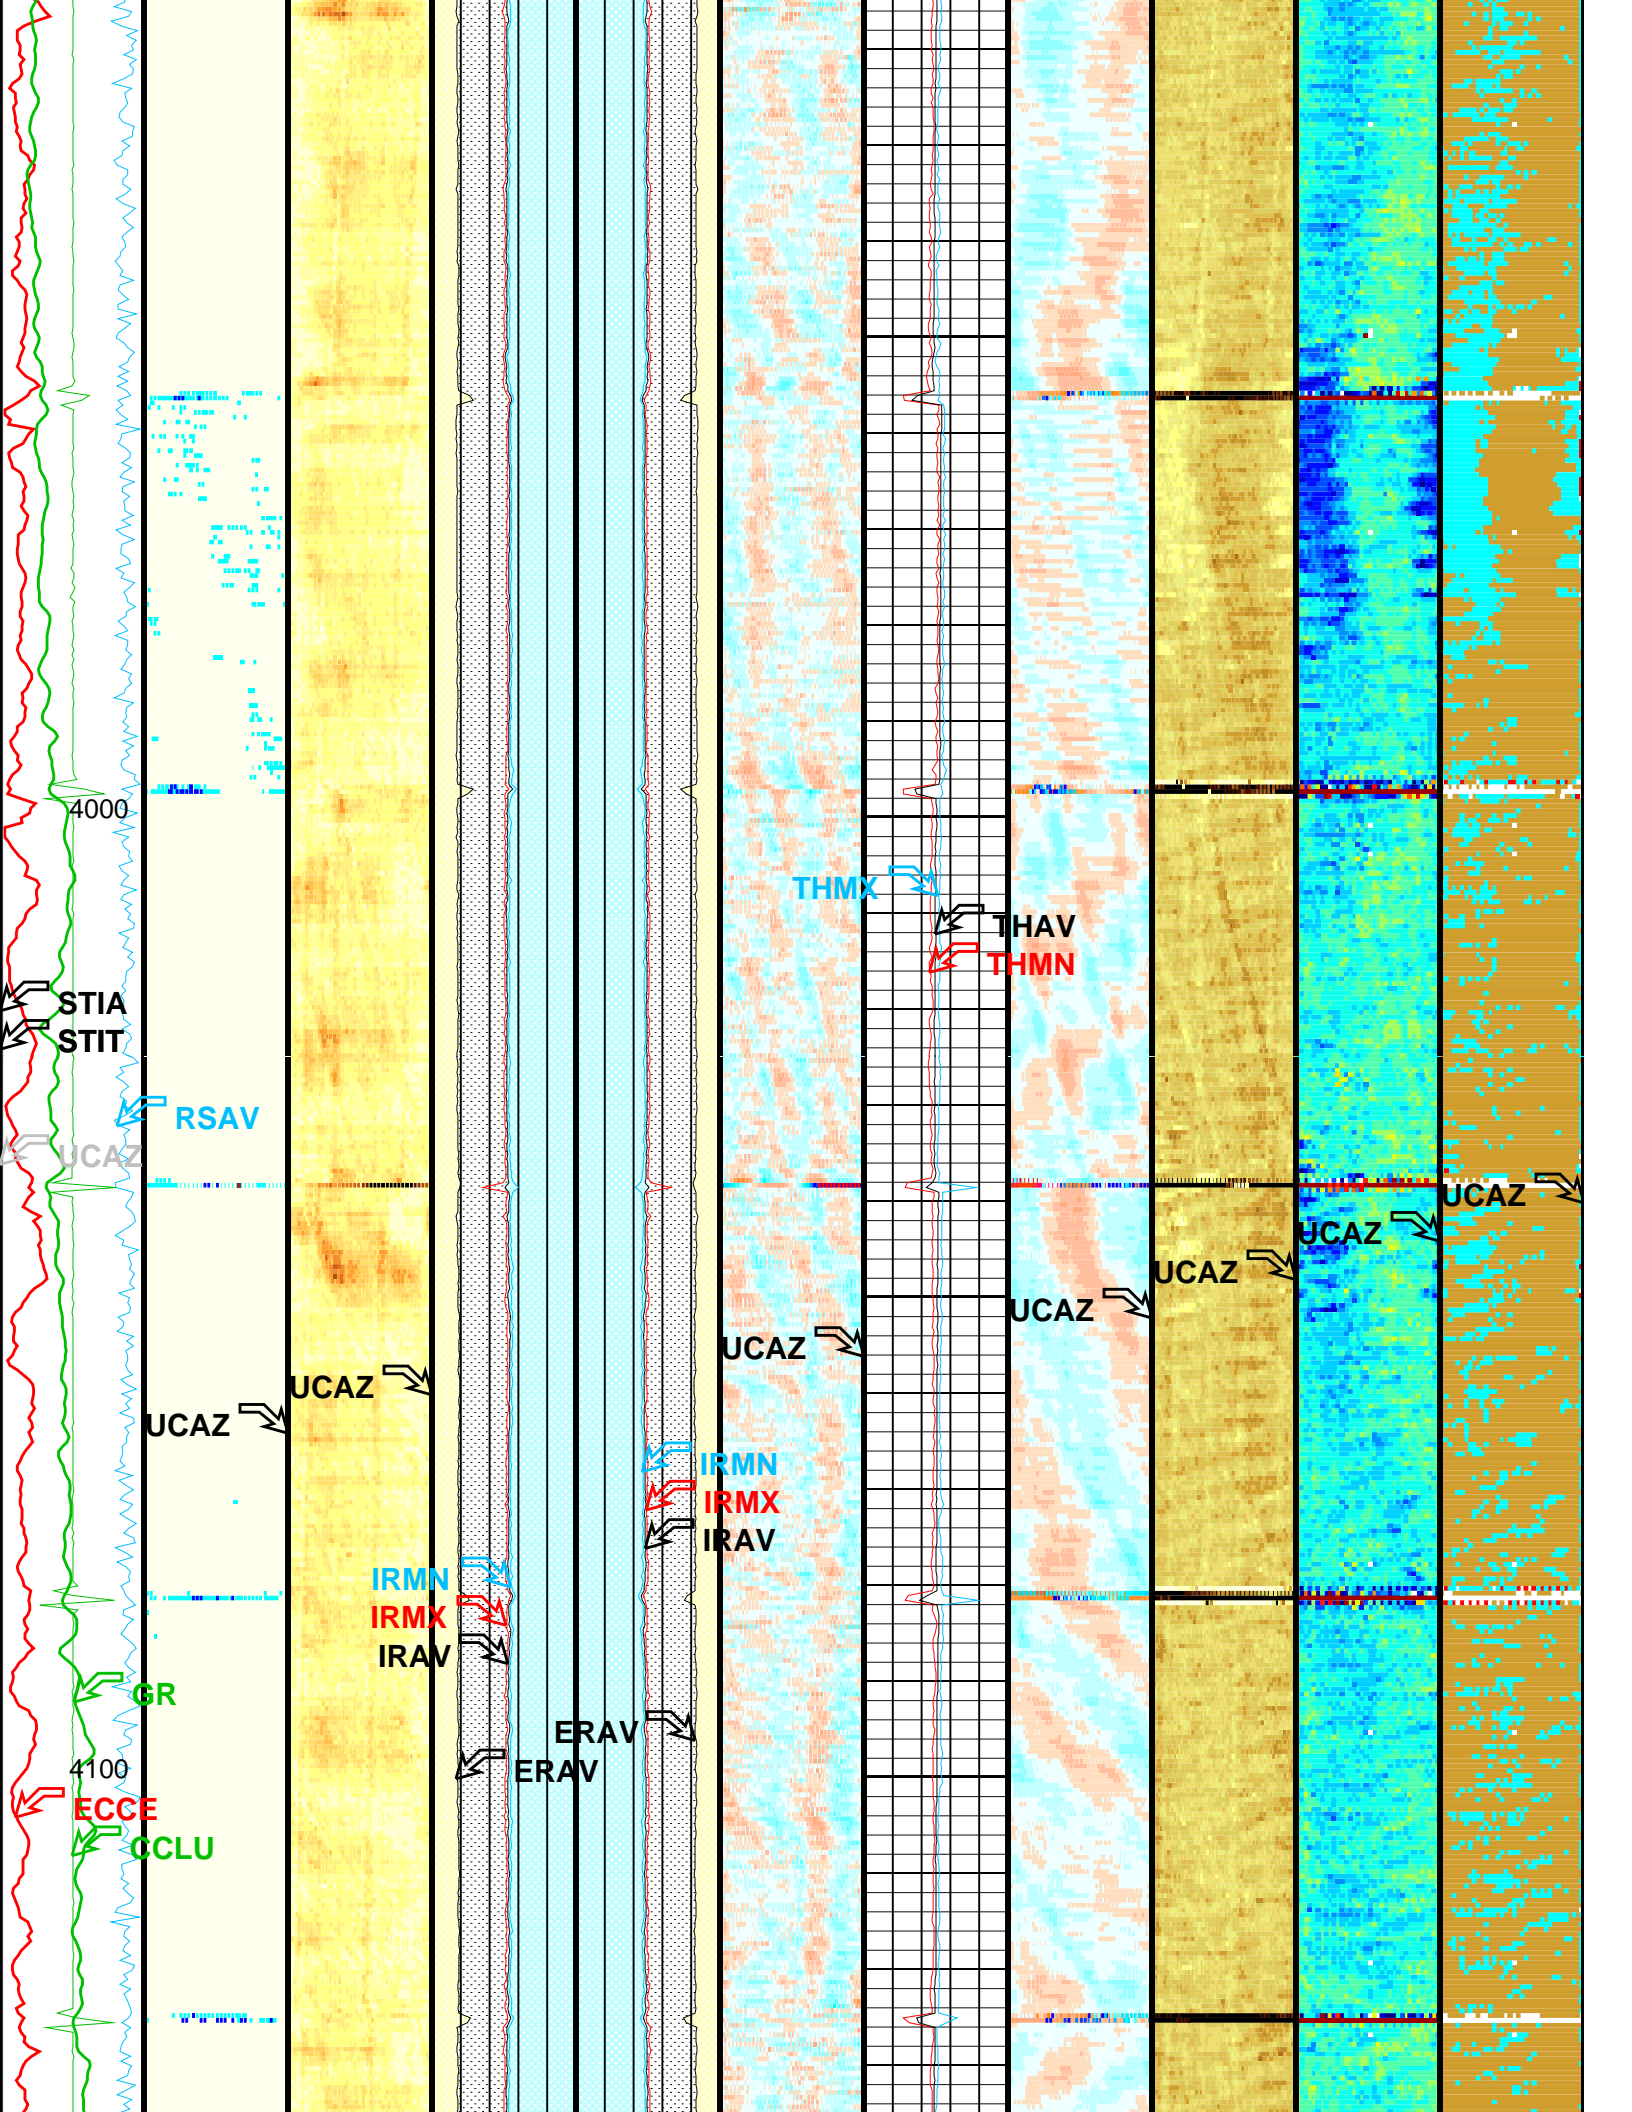 4000
THMX
THAV
THMN
STIA
STIT
RSAV
UCAZ
UCAZ
UCAZ
UCAZ
UCAZ
UCAZ
UCAZ
UCAZ
IRMN
IRMX
IRAV
IRMN
IRMX
IRAV
GR
ERAV
4100
ERAV
ECCE
CCLU